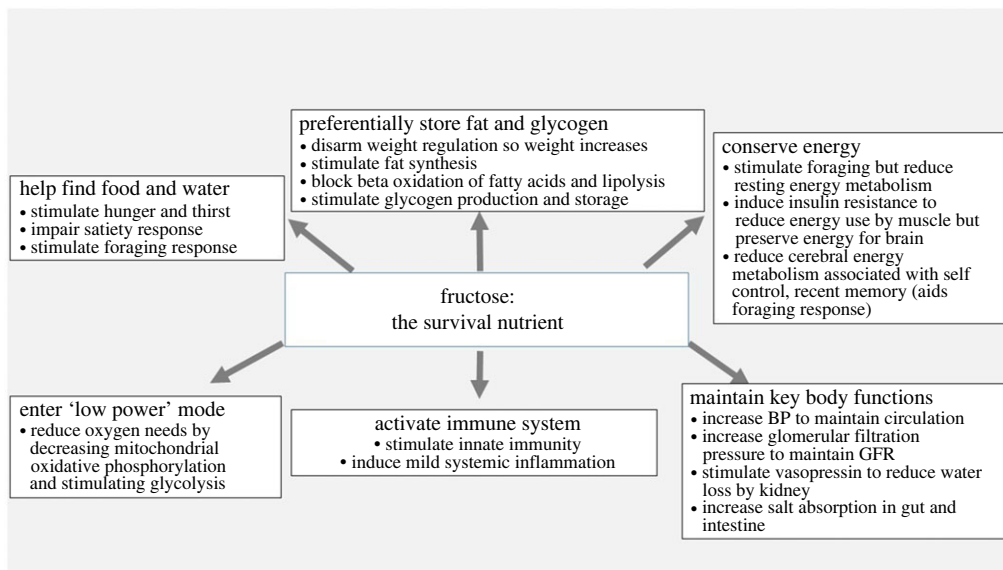 preferentially store fat and glycogen
• disarm weight regulation so weight increases
• stimulate fat synthesis
• block beta oxidation of fatty acids and lipolysis
• stimulate glycogen production and storage
conserve energy
• stimulate foraging but reduce
resting energy metabolism
• induce insulin resistance to
reduce energy use by muscle but
preserve energy for brain
• reduce cerebral energy
metabolism associated with self
control, recent memory (aids
foraging response)
help find food and water
• stimulate hunger and thirst
• impair satiety response
• stimulate foraging response
fructose:
the survival nutrient
enter ‘low power’ mode
• reduce oxygen needs by
decreasing mitochondrial
oxidative phosphorylation
and stimulating glycolysis
activate immune system
• stimulate innate immunity
• induce mild systemic inflammation
maintain key body functions
• increase BP to maintain circulation
• increase glomerular filtration
pressure to maintain GFR
• stimulate vasopressin to reduce water
loss by kidney
• increase salt absorption in gut and
intestine